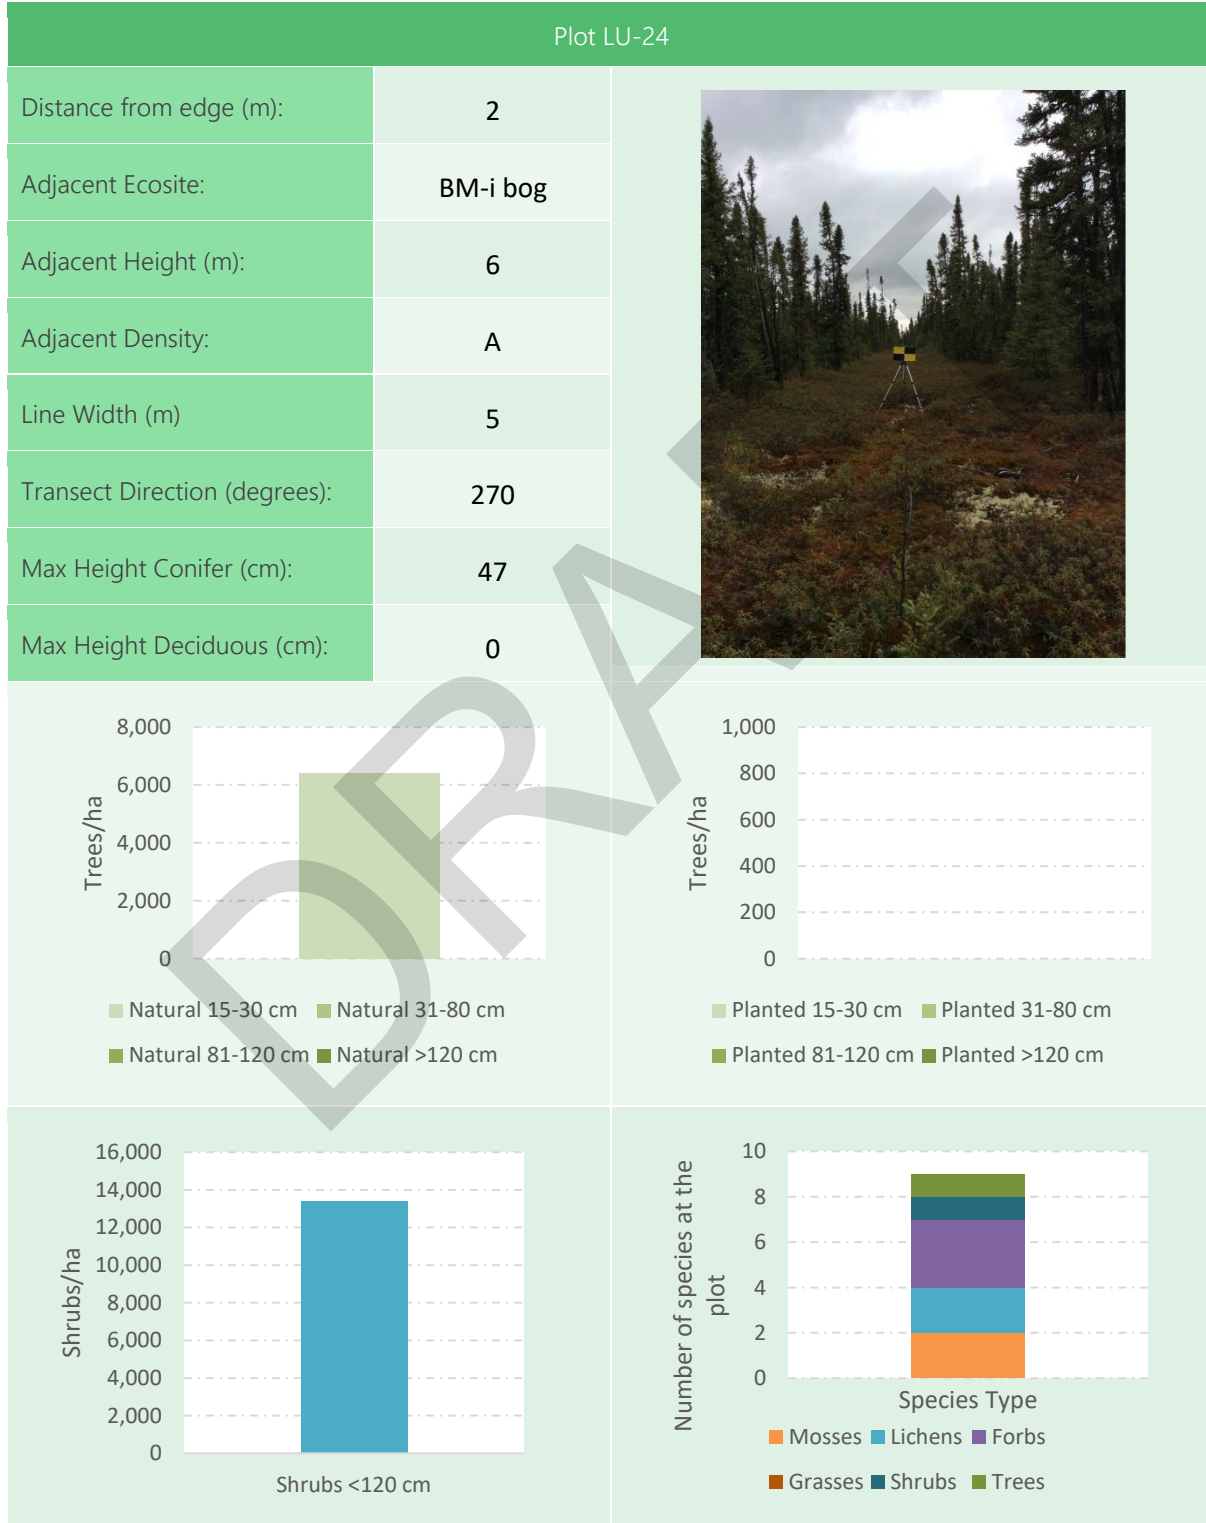 Plot LU-24
Distance from edge (m): 2
Adjacent Ecosite: BM-i bog
Adjacent Height (m): 6
Adjacent Density: A
Line Width (m) 5
Transect Direction (degrees): 270
Max Height Conifer (cm): 47
Max Height Deciduous (cm): 0
DRAFT
8,000
6,000
4,000
2,000
0
Trees/ha
Natural 15-30 cm Natural 31-80 cm
Natural 81-120 cm Natural >120 cm
1,000
800
600
400
200
0
Trees/ha
Planted 15-30 cm Planted 31-80 cm
Planted 81-120 cm Planted >120 cm
16,000
14,000
12,000
10,000
8,000
6,000
4,000
2,000
0
Shrubs/ha
Shrubs <120 cm
10
8
6
4
2
0
Number of species at the
plot
Species Type
Mosses Lichens Forbs
Grasses Shrubs Trees